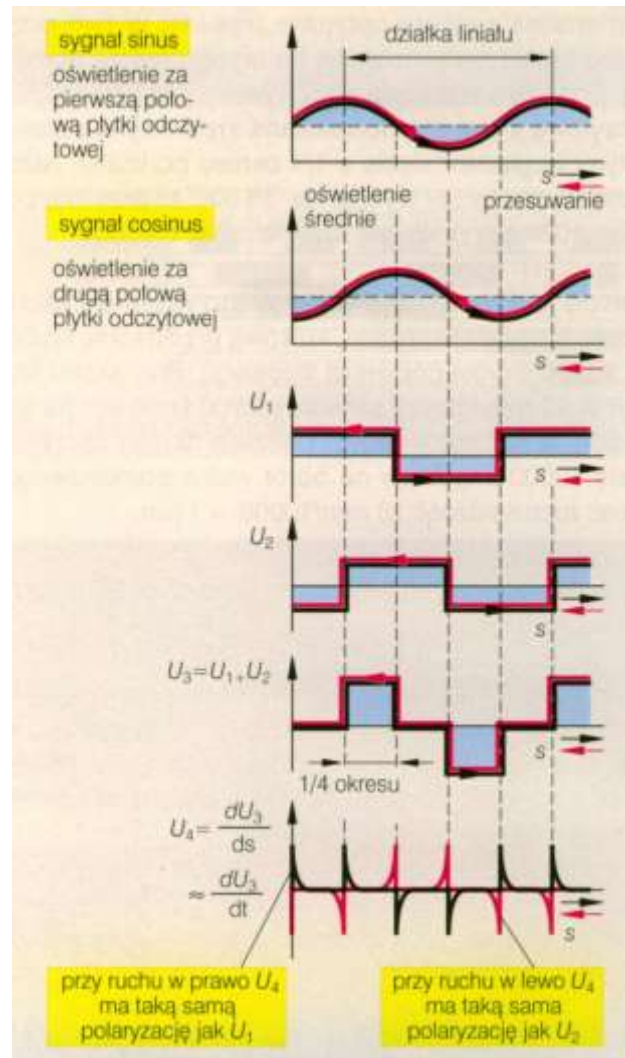 sygnał sinus
oświetlenie za
pierwszą poło-
wą płytki odczy-
towej
działka liniału
s
oświetlenie
średnie
przesuwanie
sygnał cosinus
oświetlenie za
drugą połową
płytki odczytowej
s
U₁
s
U₂
s
U₃=U₁+U₂
s
1/4 okresu
U₄= dU₃
ds
≈ dU₃
dt
s
przy ruchu w prawo U₄
ma taką samą
polaryzację jak U₁
przy ruchu w lewo U₄
ma taką sama
polaryzację jak U₂